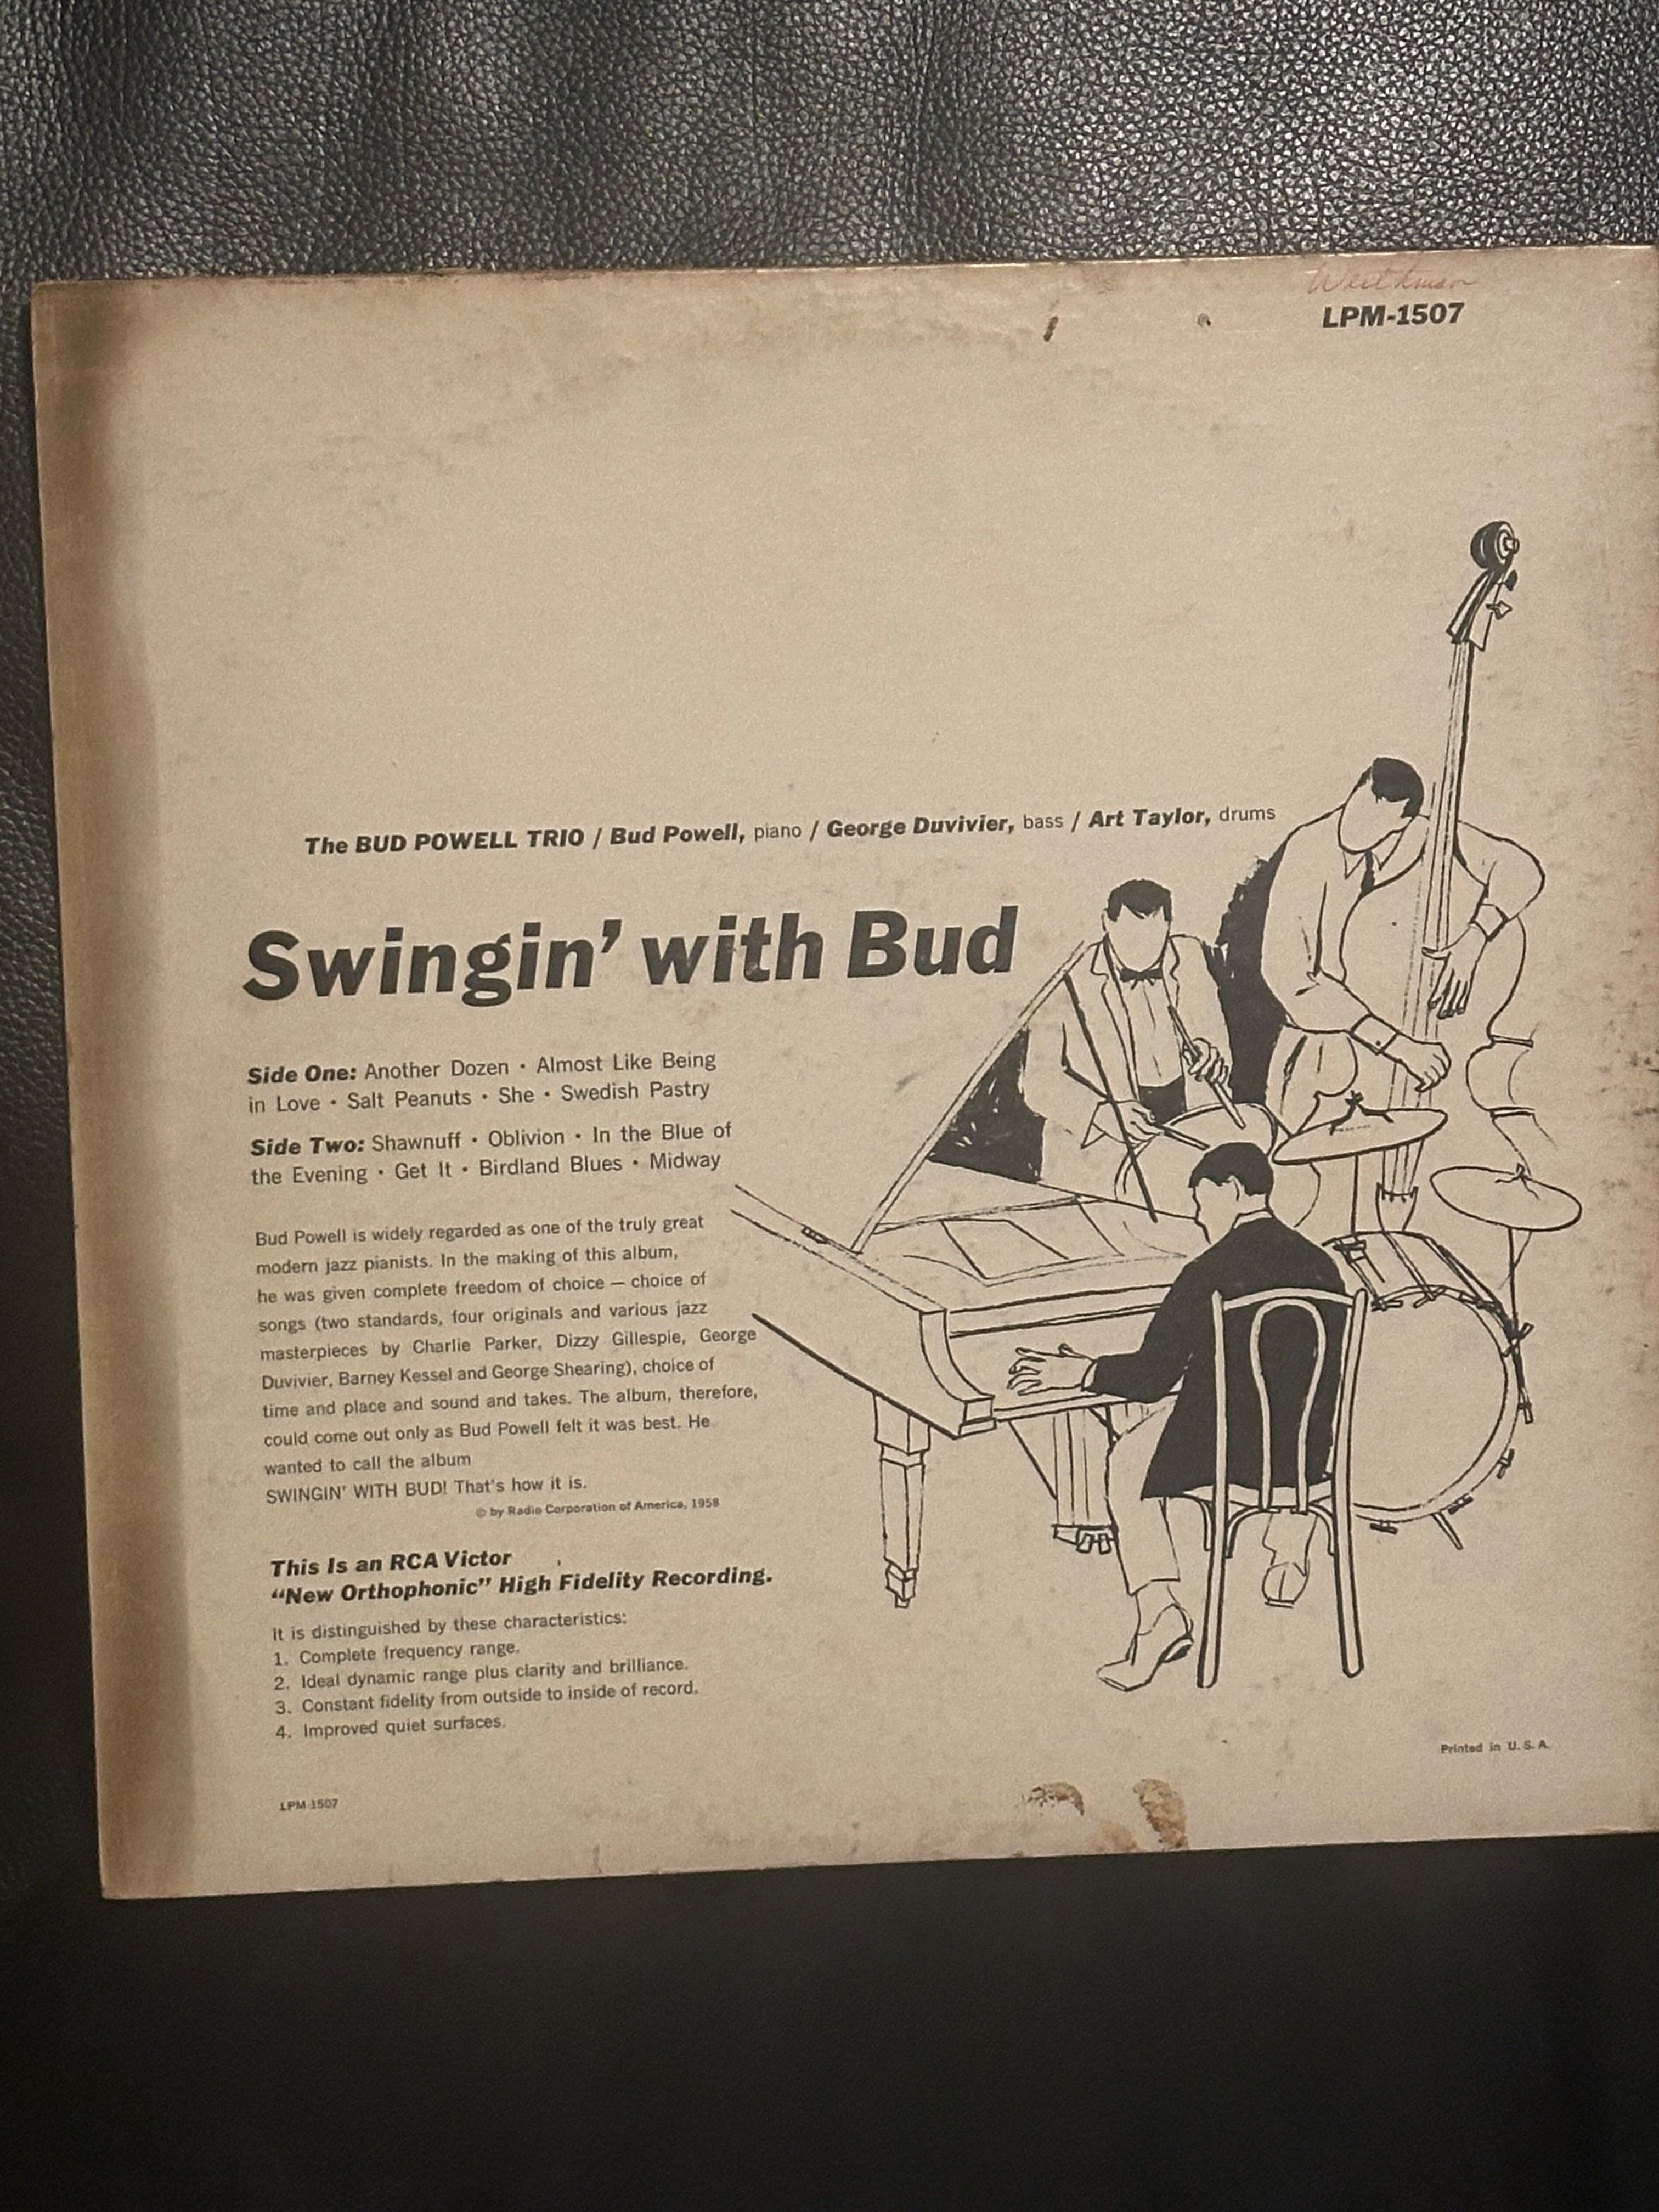 LPM-1507
The BUD POWELL TRIO / Bud Powell, piano / George Duvivier, bass / Art Taylor, drums
Swingin’ with Bud
Side One: Another Dozen • Almost Like Being
in Love • Salt Peanuts • She • Swedish Pastry
Side Two: Shawnuff • Oblivion • In the Blue of
the Evening • Get It • Birdland Blues • Midway
Bud Powell is widely regarded as one of the truly great
modern jazz pianists. In the making of this album,
he was given complete freedom of choice — choice of
songs (two standards, four originals and various jazz
masterpieces by Charlie Parker, Dizzy Gillespie, George
Duvivier, Barney Kessel and George Shearing), choice of
time and place and sound and takes. The album, therefore,
could come out only as Bud Powell felt it was best. He
wanted to call the album
SWINGIN’ WITH BUD! That’s how it is.
© by Radio Corporation of America, 1958
This Is an RCA Victor
“New Orthophonic” High Fidelity Recording.
It is distinguished by these characteristics:
1. Complete frequency range.
2. Ideal dynamic range plus clarity and brilliance.
3. Constant fidelity from outside to inside of record.
4. Improved quiet surfaces.
Printed in U. S. A.
LPM-1507